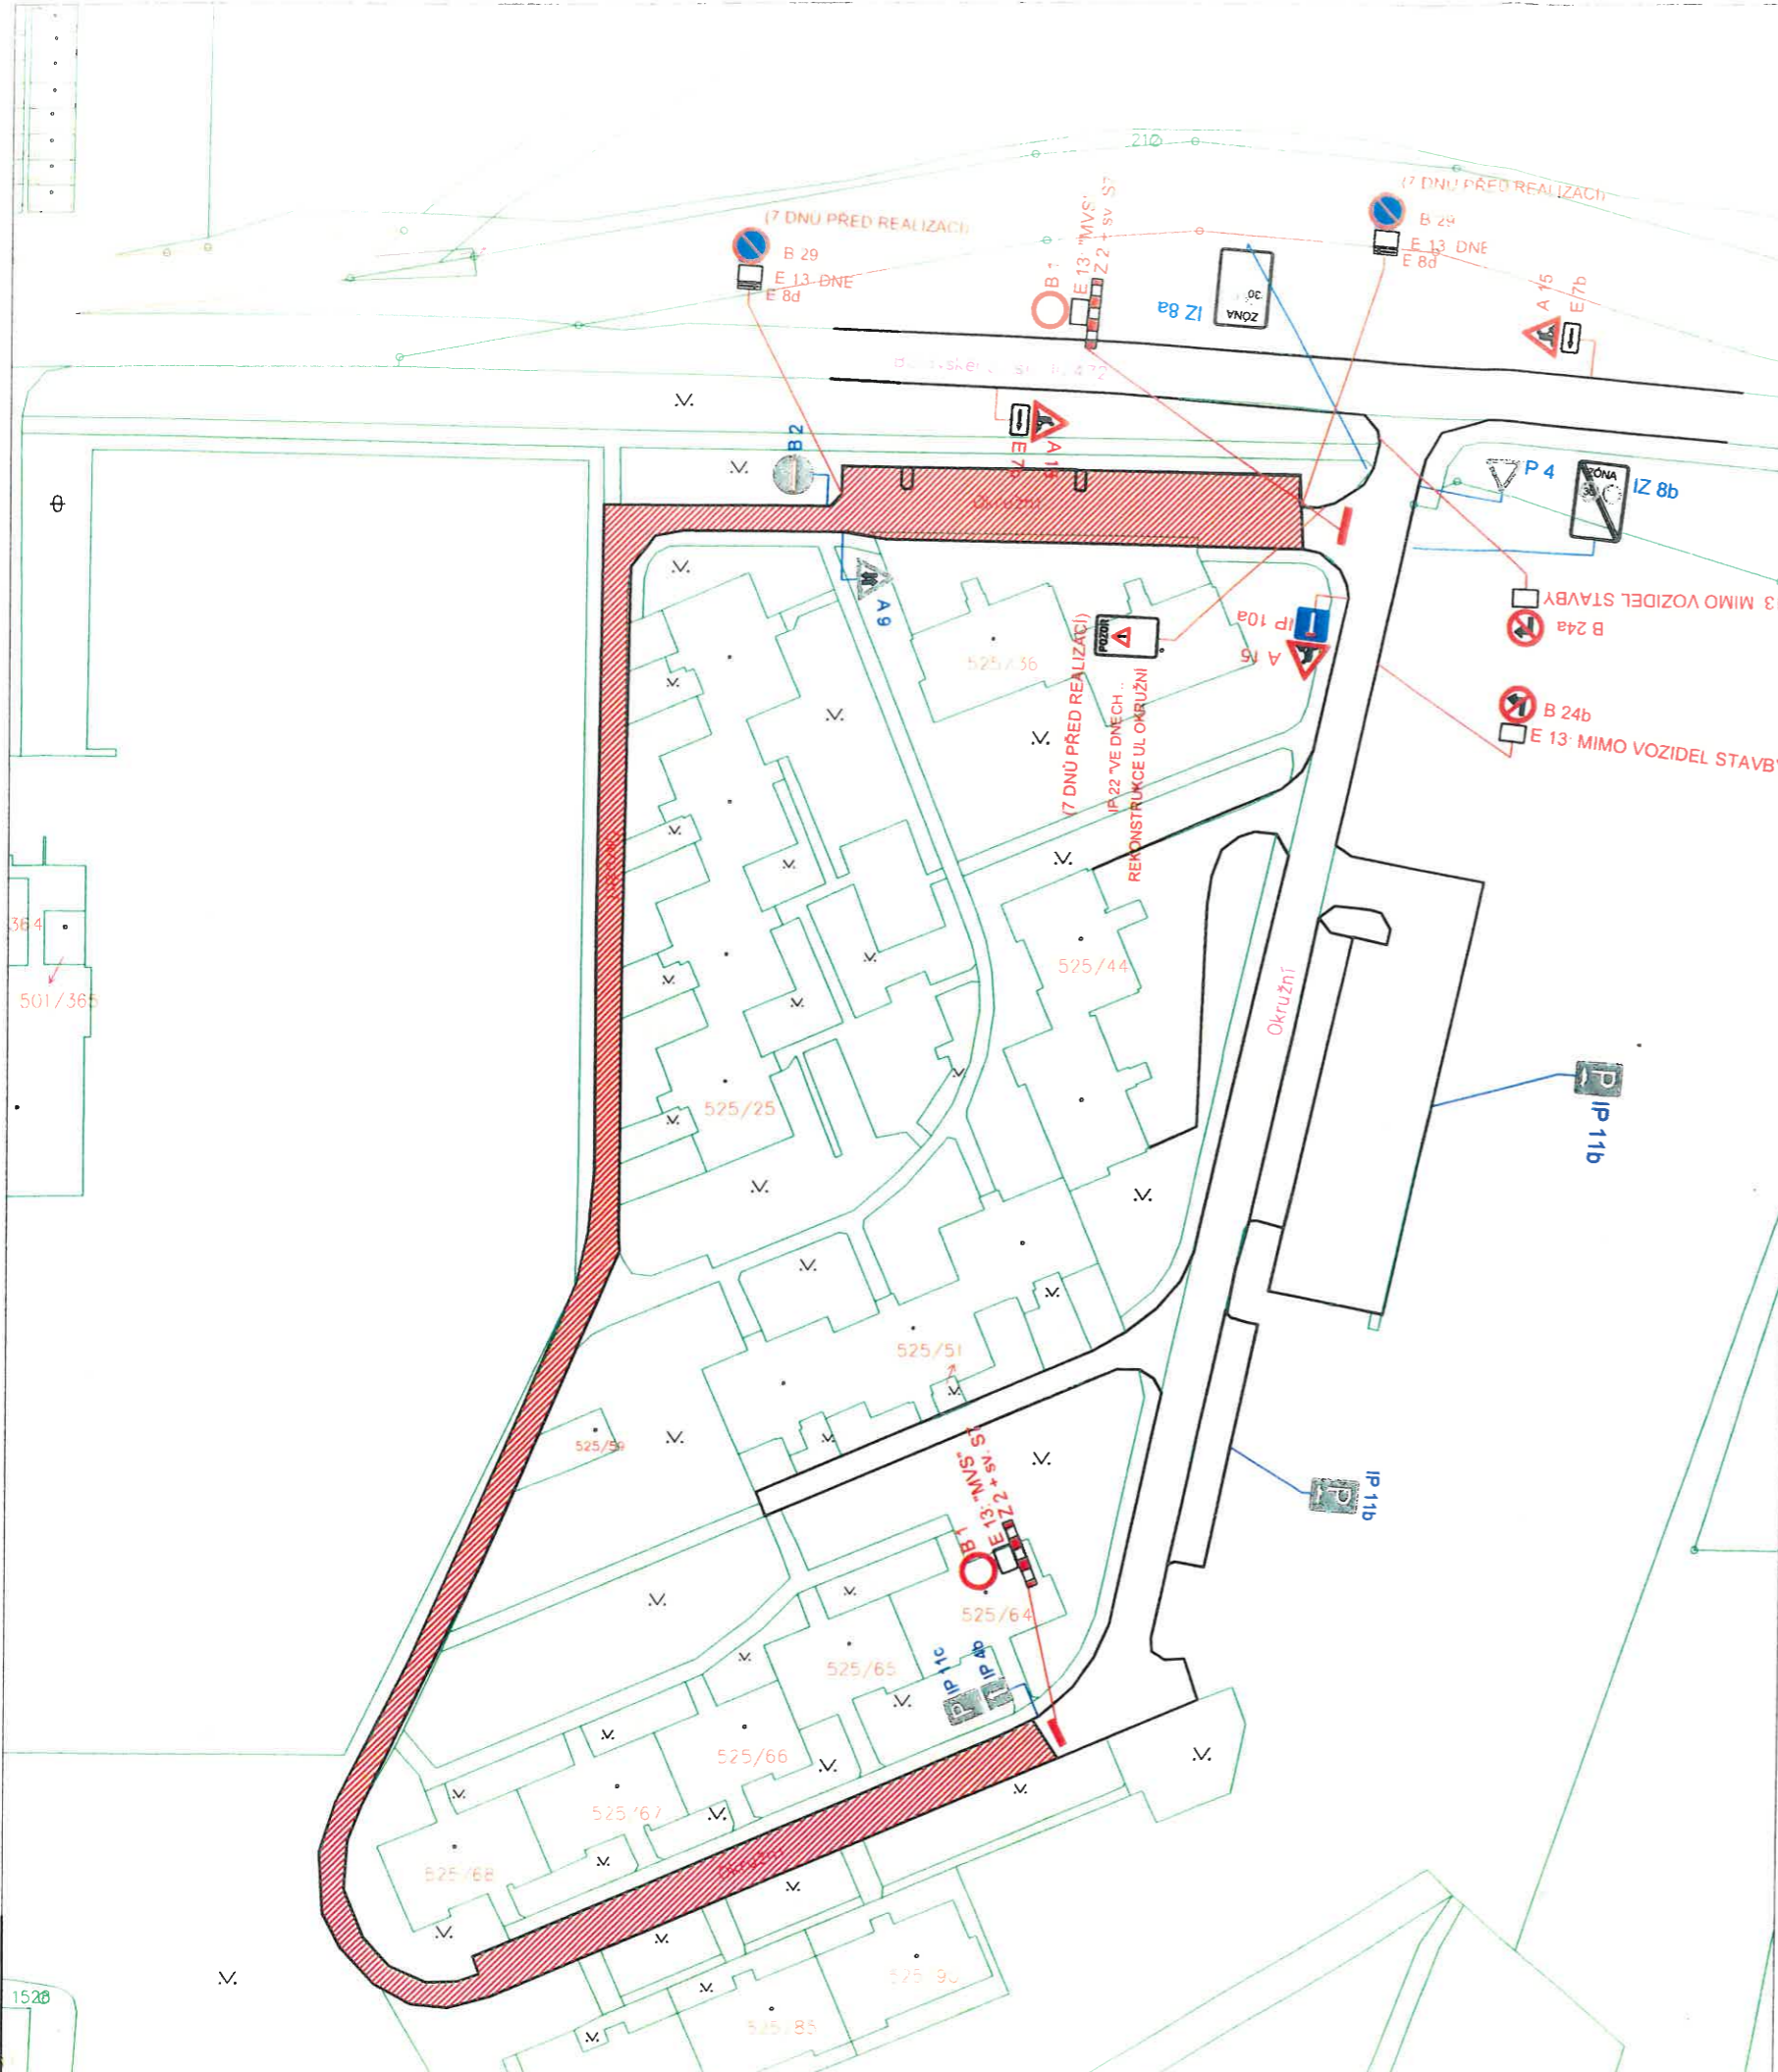 210
(7 DNŮ PŘED REALIZACÍ)
B 29
E 13 DNE
E 8d
(7 DNŮ PŘED REALIZACÍ)
B 29
E 13 DNE
E 8d
B 1
E 13: "MVS"
Z 2 + sv. S7
IZ 8a
ZÓNA
30
A 15
E 7b
B 2
A 15
P 4
ZÓNA
IZ 8b
Okružní
A 9
MIMO VOZIDEL STAVBY
B 24a
IP 10a
A 15
525/36
POZOR
(7 DNŮ PŘED REALIZACÍ)
IP 22 "VE DNECH ..
REKONSTRUKCE UL OKRUŽNÍ
B 24b
E 13: MIMO VOZIDEL STAVBY
364
501/365
525/44
Okružní
525/25
P
IP 11b
525/51
525/59
P
IP 11b
B 1
E 13: "MVS"
Z 2 + sv. S7
525/64
525/65
IP 11c
IP 4b
P
525/66
525/67
525/68
Okružní
525/90
525/85
1528